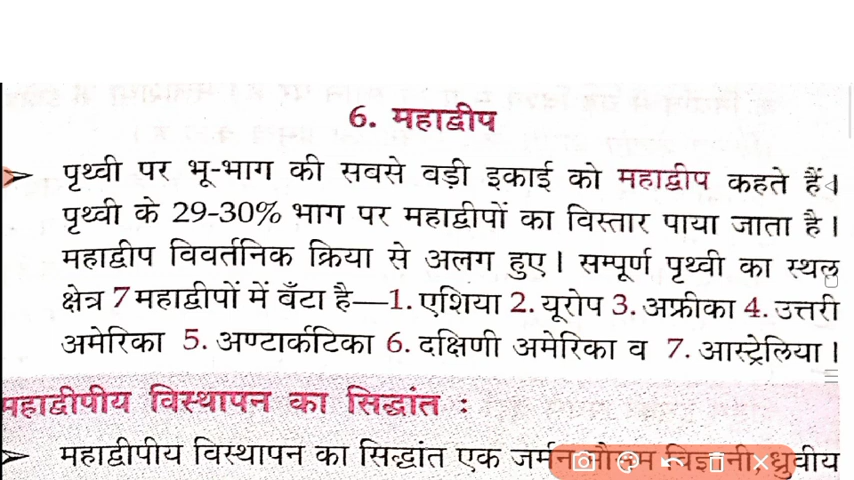 6. महाद्वीप
पृथ्वी पर भू-भाग की सबसे बड़ी इकाई को महाद्वीप कहते हैं।
पृथ्वी के 29-30% भाग पर महाद्वीपों का विस्तार पाया जाता है।
महाद्वीप विवर्तनिक क्रिया से अलग हुए। सम्पूर्ण पृथ्वी का स्थल
क्षेत्र 7 महाद्वीपों में बँटा है—1. एशिया 2. यूरोप 3. अफ्रीका 4. उत्तरी
अमेरिका 5. अण्टार्कटिका 6. दक्षिणी अमेरिका व 7. आस्ट्रेलिया।
महाद्वीपीय विस्थापन का सिद्धांत :
महाद्वीपीय विस्थापन का सिद्धांत एक जर्मन मौसम विज्ञानी, ध्रुवीय